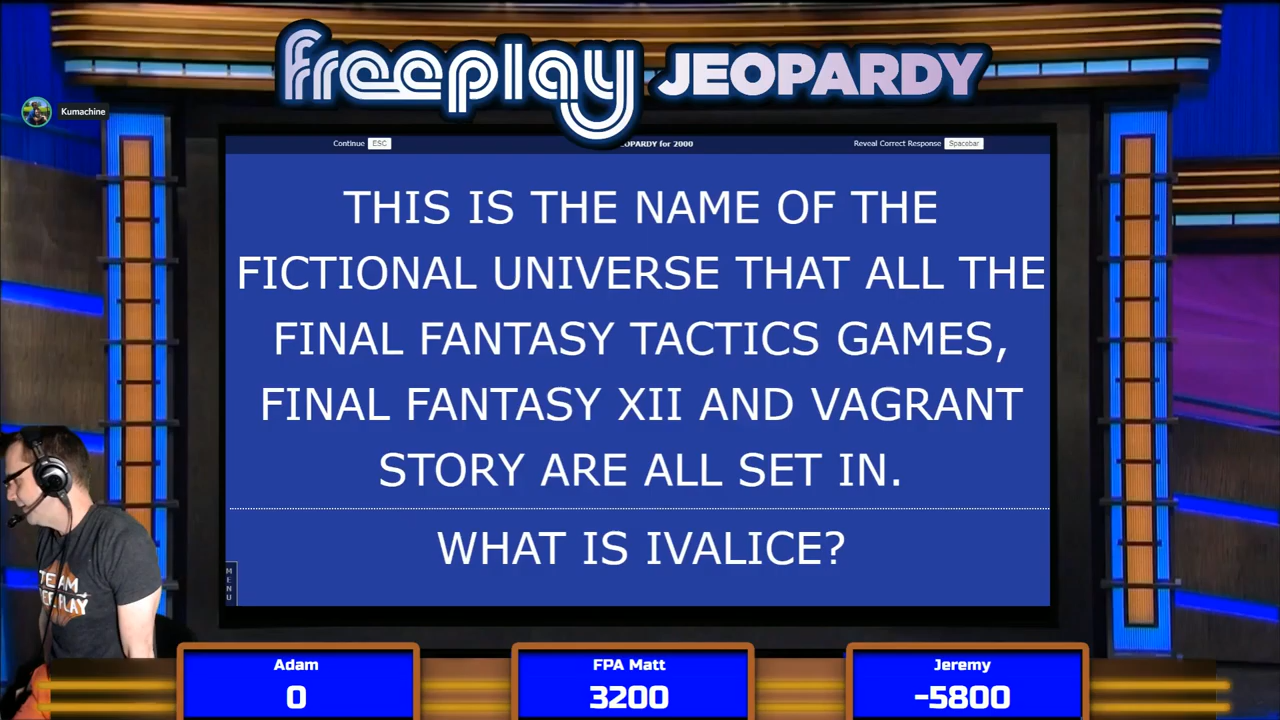 freeplay JEOPARDY
Kumachine
Continue ESC
OPARDY for 2000
Reveal Correct Response Spacebar
THIS IS THE NAME OF THE
FICTIONAL UNIVERSE THAT ALL THE
FINAL FANTASY TACTICS GAMES,
FINAL FANTASY XII AND VAGRANT
STORY ARE ALL SET IN.
WHAT IS IVALICE?
MENU
TEAM
Adam
FPA Matt
Jeremy
0
3200
-5800